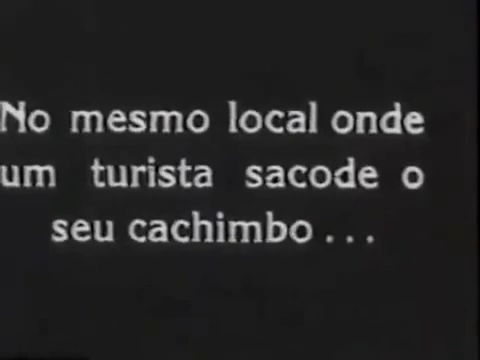 No mesmo local onde
um turista sacode o
seu cachimbo . . .